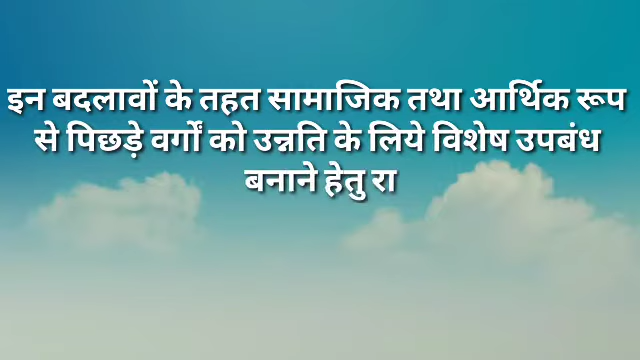 इन बदलावों के तहत सामाजिक तथा आर्थिक रूप
से पिछड़े वर्गों को उन्नति के लिये विशेष उपबंध
बनाने हेतु रा